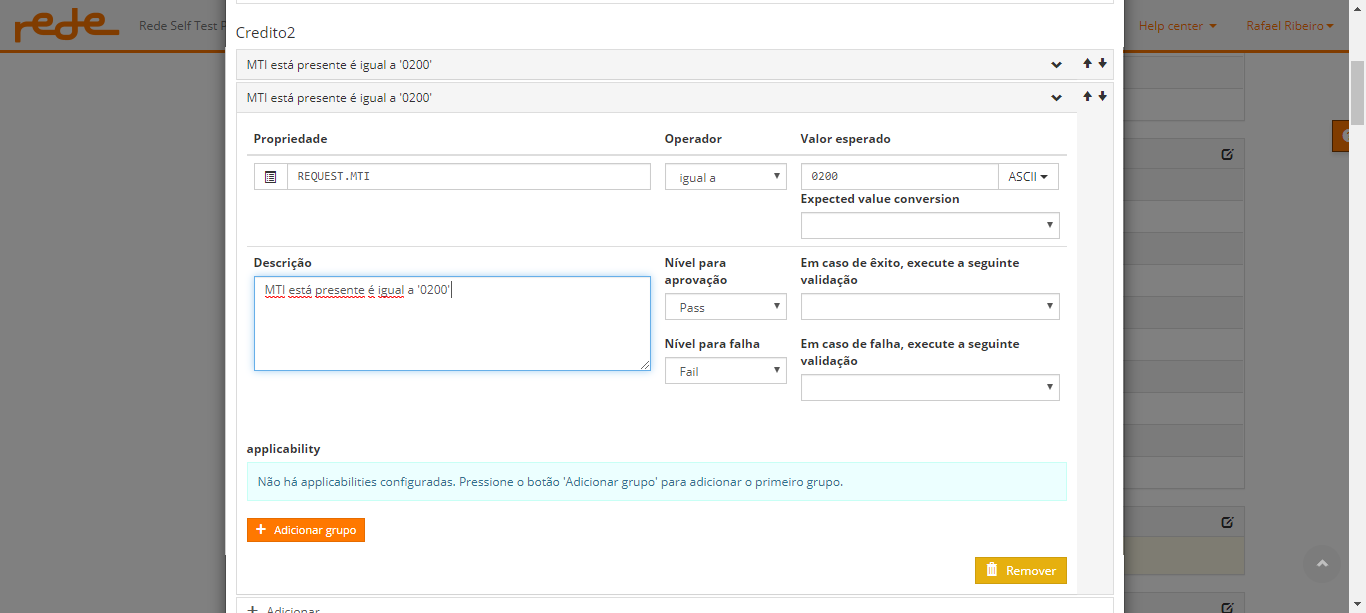 rede
Rede Self Test
Help center
Rafael Ribeiro
Credito2
MTI está presente é igual a '0200'
MTI está presente é igual a '0200'
Propriedade
Operador
Valor esperado
REQUEST.MTI
igual a
0200
ASCII
Expected value conversion
Descrição
Nível para
aprovação
Em caso de êxito, execute a seguinte
validação
MTI está presente é igual a '0200'
Pass
Nível para falha
Em caso de falha, execute a seguinte
validação
Fail
applicability
Não há applicabilities configuradas. Pressione o botão 'Adicionar grupo' para adicionar o primeiro grupo.
+ Adicionar grupo
Remover
+ Adicionar